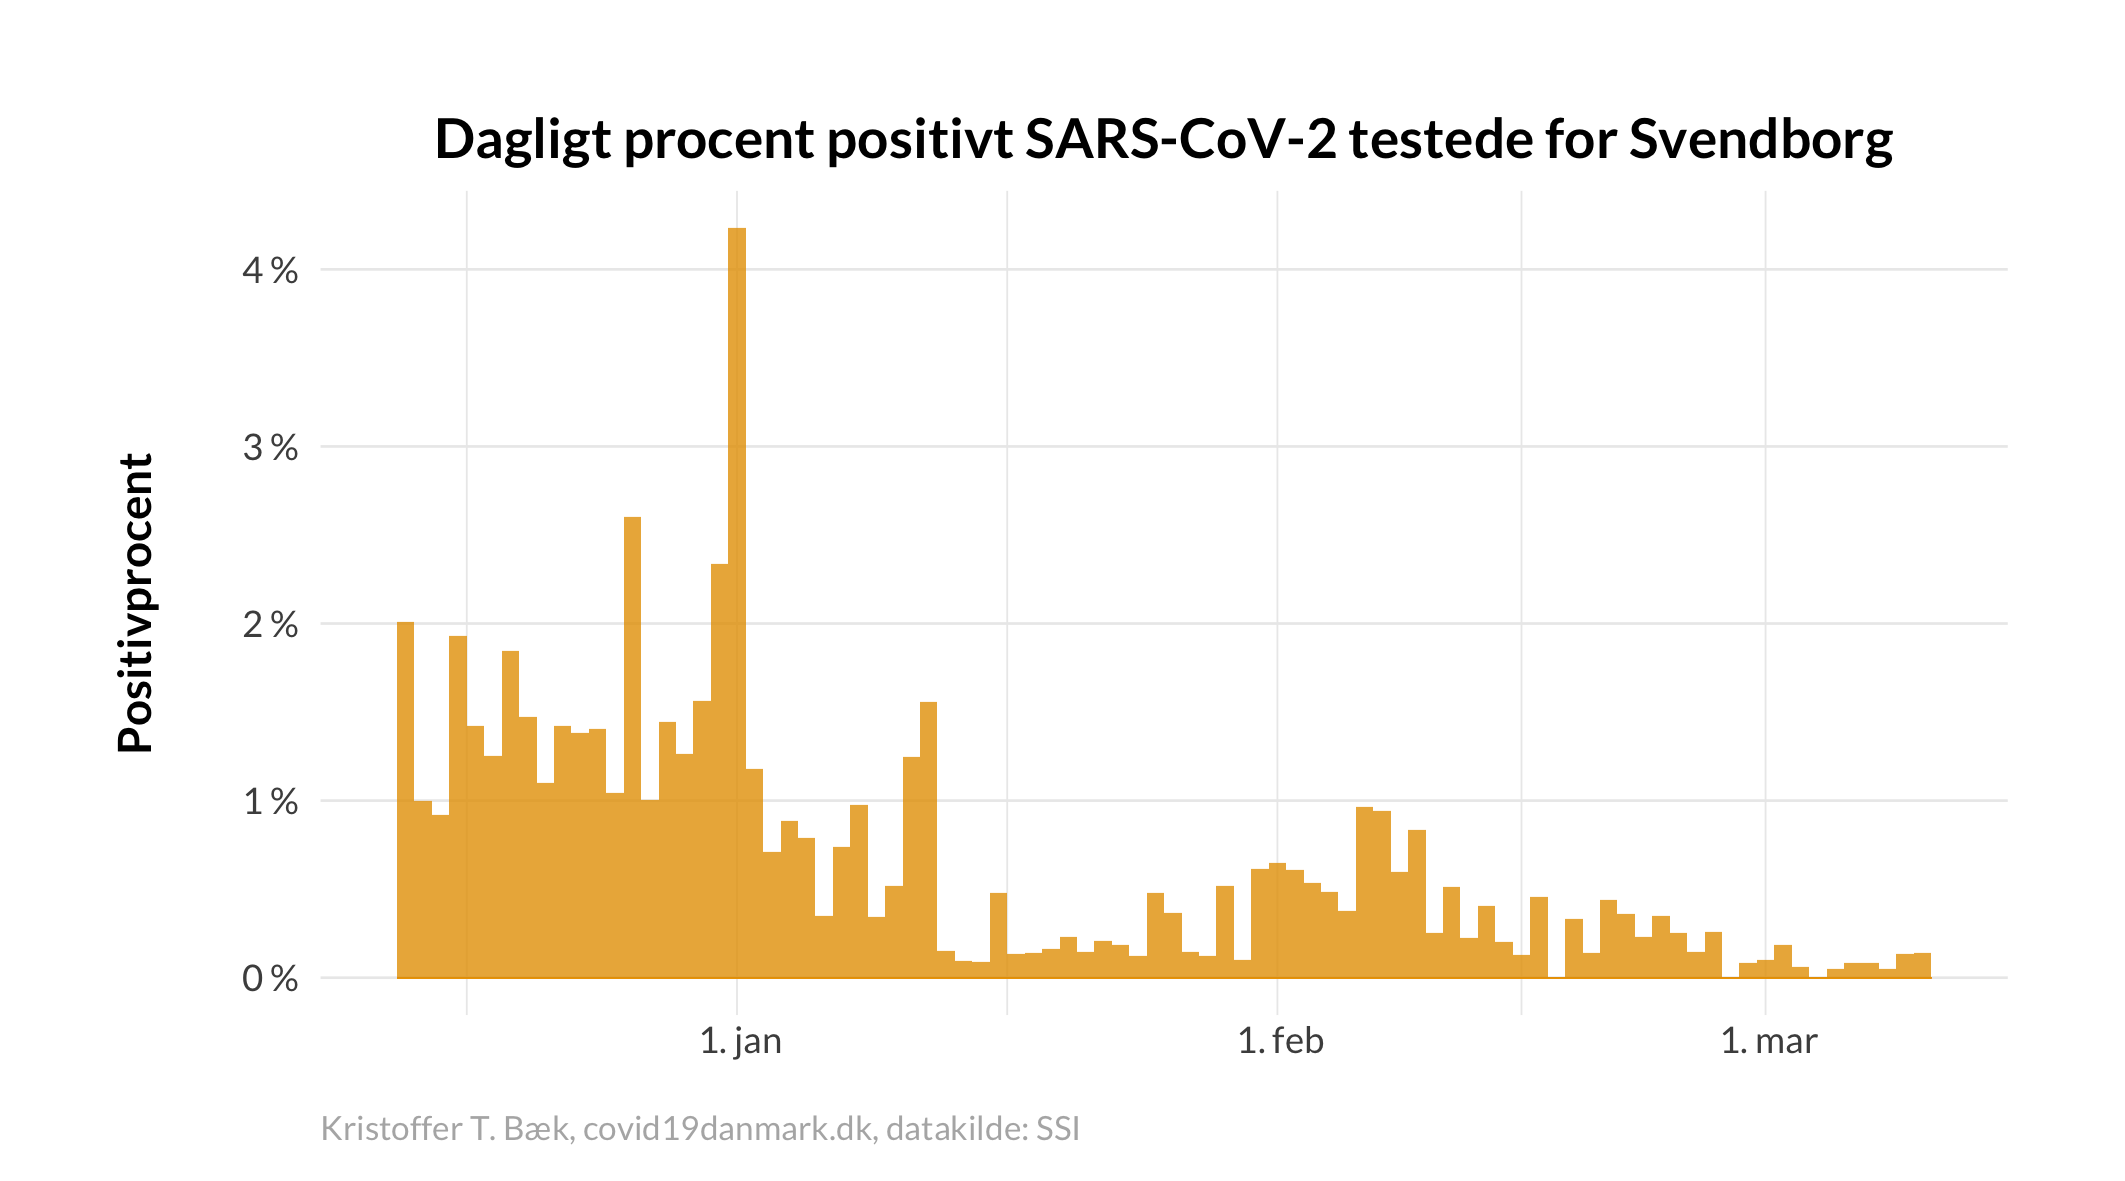 Dagligt procent positivt SARS-CoV-2 testede for Svendborg
Positivprocent
4 %
3 %
2 %
1 %
0 %
1. jan
1. feb
1. mar
Kristoffer T. Bæk, covid19danmark.dk, datakilde: SSI